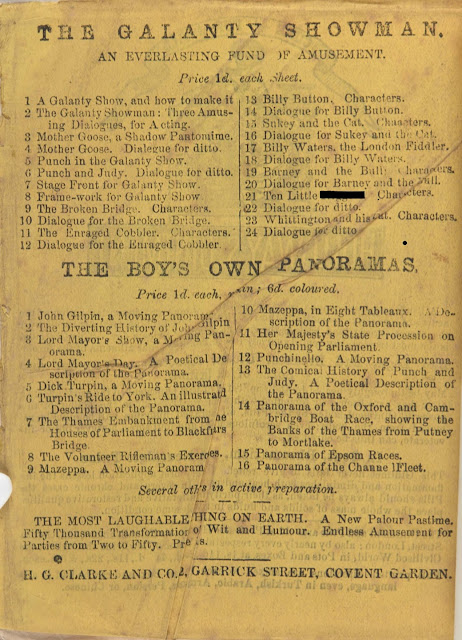 THE GALANTY SHOWMAN.
AN EVERLASTING FUND OF AMUSEMENT.
Price 1d. each Sheet.
1 A Galanty Show, and how to make it
2 The Galanty Showman: Three Amus-
ing Dialogues, for Acting.
3 Mother Goose, a Shadow Pantomime.
4 Mother Goose. Dialogue for ditto.
5 Punch in the Galanty Show.
6 Punch and Judy. Dialogue for ditto.
7 Stage Front for Galanty Show.
8 Frame-work for Galanty Show
9 The Broken Bridge. Characters.
10 Dialogue for the Broken Bridge.
11 The Enraged Cobbler. Characters.
12 Dialogue for the Enraged Cobbler.
13 Billy Button. Characters.
14 Dialogue for Billy Button.
15 Sukey and the Cat. Characters.
16 Dialogue for Sukey and the Cat.
17 Billy Waters, the London Fiddler.
18 Dialogue for Billy Waters.
19 Barney and the Bull. Characters.
20 Dialogue for Barney and the Bull.
21 Ten Little Characters.
22 Dialogue for ditto.
23 Whittington and his cat. Characters.
24 Dialogue for ditto
THE BOY'S OWN PANORAMAS,
Price 1d. each, plain; 6d. coloured.
1 John Gilpin, a Moving Panoram
2 The Diverting History of John Gilpin
3 Lord Mayor's Show, a Moving Pan-
orama.
4 Lord Mayor's Day. A Poetical De
scription of the Panorama.
5 Dick Turpin, a Moving Panorama.
6 Turpin's Ride to York. An illustrated
Description of the Panorama.
7 The Thames Embankment from he
Houses of Parliament to Blackfriars
Bridge.
8 The Volunteer Rifleman's Exercses.
9 Mazeppa. A Moving Panoram
10 Mazeppa, in Eight Tableaux. A De-
scription of the Panorama.
11 Her Majesty's State Procession on
Opening Parliament.
12 Punchinello. A Moving Panorama.
13 The Comical History of Punch and
Judy. A Poetical Description of
the Panorama.
14 Panorama of the Oxford and Cam-
bridge Boat Race, showing the
Banks of the Thames from Putney
to Mortlake.
15 Panorama of Epsom Races.
16 Panorama of the Channel Fleet.
Several others in active preparation.
THE MOST LAUGHABLE THING ON EARTH. A New Palour Pastime.
Fifty Thousand Transformations of Wit and Humour. Endless Amusement for
Parties from Two to Fifty.
H. G. CLARKE AND CO., 2, GARRICK STREET, COVENT GARDEN.